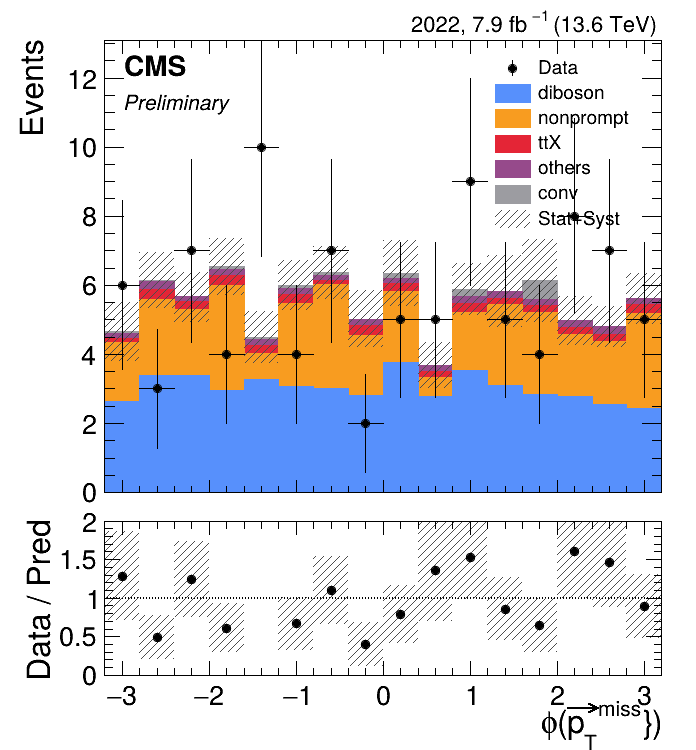 2022, 7.9 fb⁻¹ (13.6 TeV)
CMS
Preliminary
Events
12
10
8
6
4
2
0
Data
diboson
nonprompt
ttX
others
conv
Stat+Syst
Data / Pred
2
1.5
1
0.5
0
−3 −2 −1 0 1 2 3
ϕ(p⃗_T^miss})